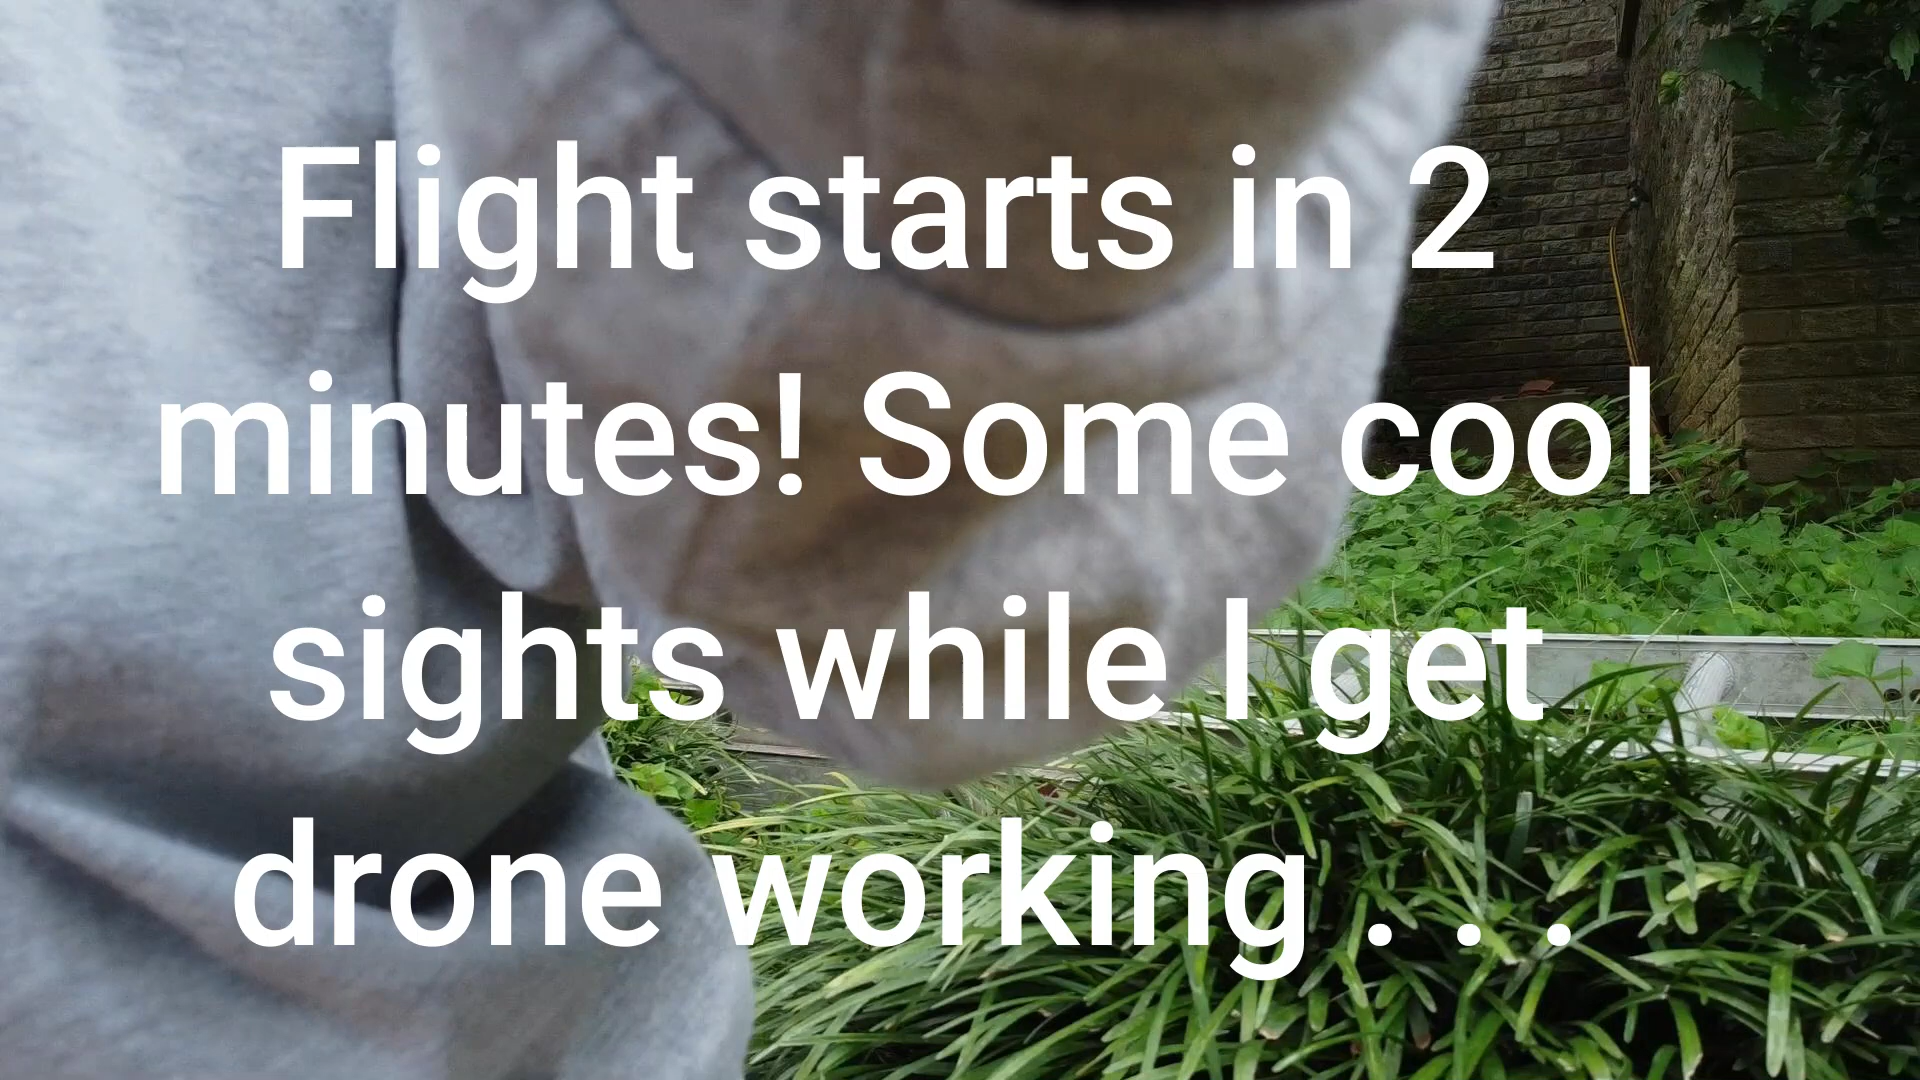 Flight starts in 2
minutes! Some cool
sights while I get
drone working . . .